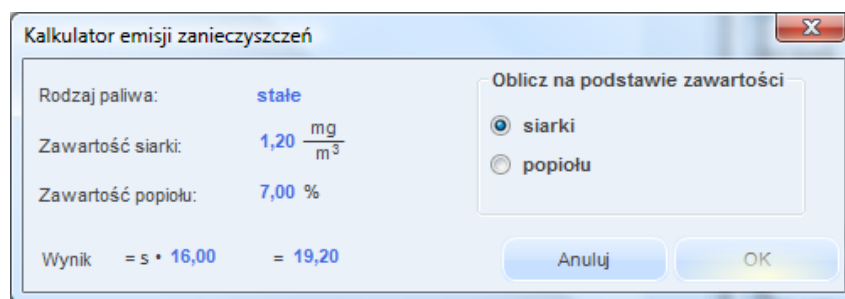 Kalkulator emisji zanieczyszczeń
Rodzaj paliwa: stałe
Zawartość siarki: 1,20 mg/m³
Zawartość popiołu: 7,00 %
Wynik = s • 16,00 = 19,20
Oblicz na podstawie zawartości
siarki
popiołu
Anuluj
OK